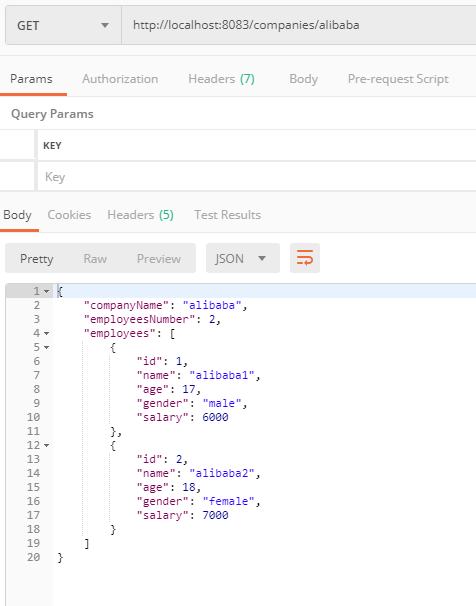 GET http://localhost:8083/companies/alibaba
Params Authorization Headers (7) Body Pre-request Script
Query Params
KEY
Key
Body Cookies Headers (5) Test Results
Pretty Raw Preview JSON
1 {
2 "companyName": "alibaba",
3 "employeesNumber": 2,
4 "employees": [
5 {
6 "id": 1,
7 "name": "alibaba1",
8 "age": 17,
9 "gender": "male",
10 "salary": 6000
11 },
12 {
13 "id": 2,
14 "name": "alibaba2",
15 "age": 18,
16 "gender": "female",
17 "salary": 7000
18 }
19 ]
20 }